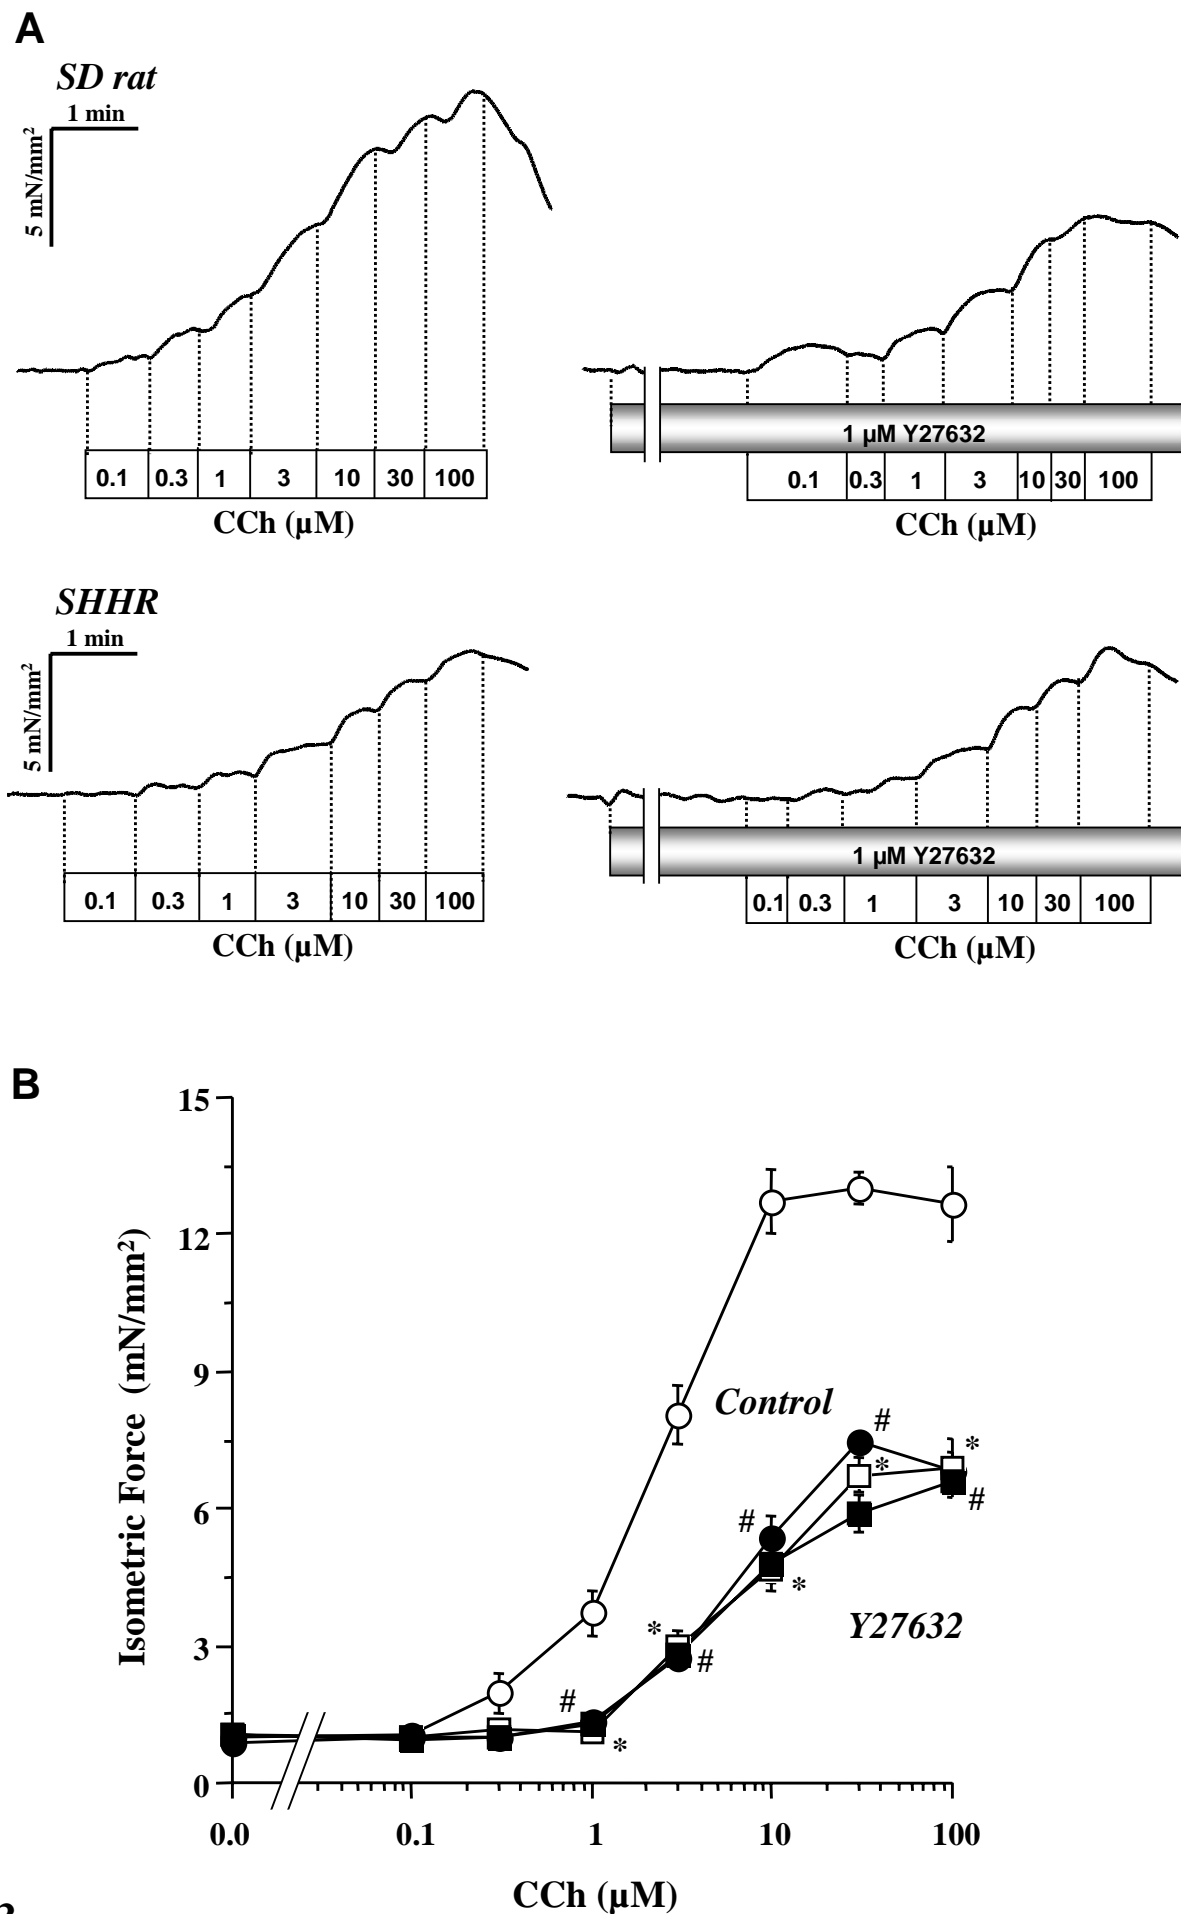 A
SD rat
1 min
5 mN/mm²
0.1 0.3 1 3 10 30 100
CCh (µM)
1 µM Y27632
0.1 0.3 1 3 10 30 100
CCh (µM)
SHHR
1 min
5 mN/mm²
0.1 0.3 1 3 10 30 100
CCh (µM)
1 µM Y27632
0.1 0.3 1 3 10 30 100
CCh (µM)
B
Isometric Force (mN/mm²)
15
12
9
6
3
0
Control
#
*
*
#
#
*
Y27632
*
#
#
*
0.0 0.1 1 10 100
CCh (µM)